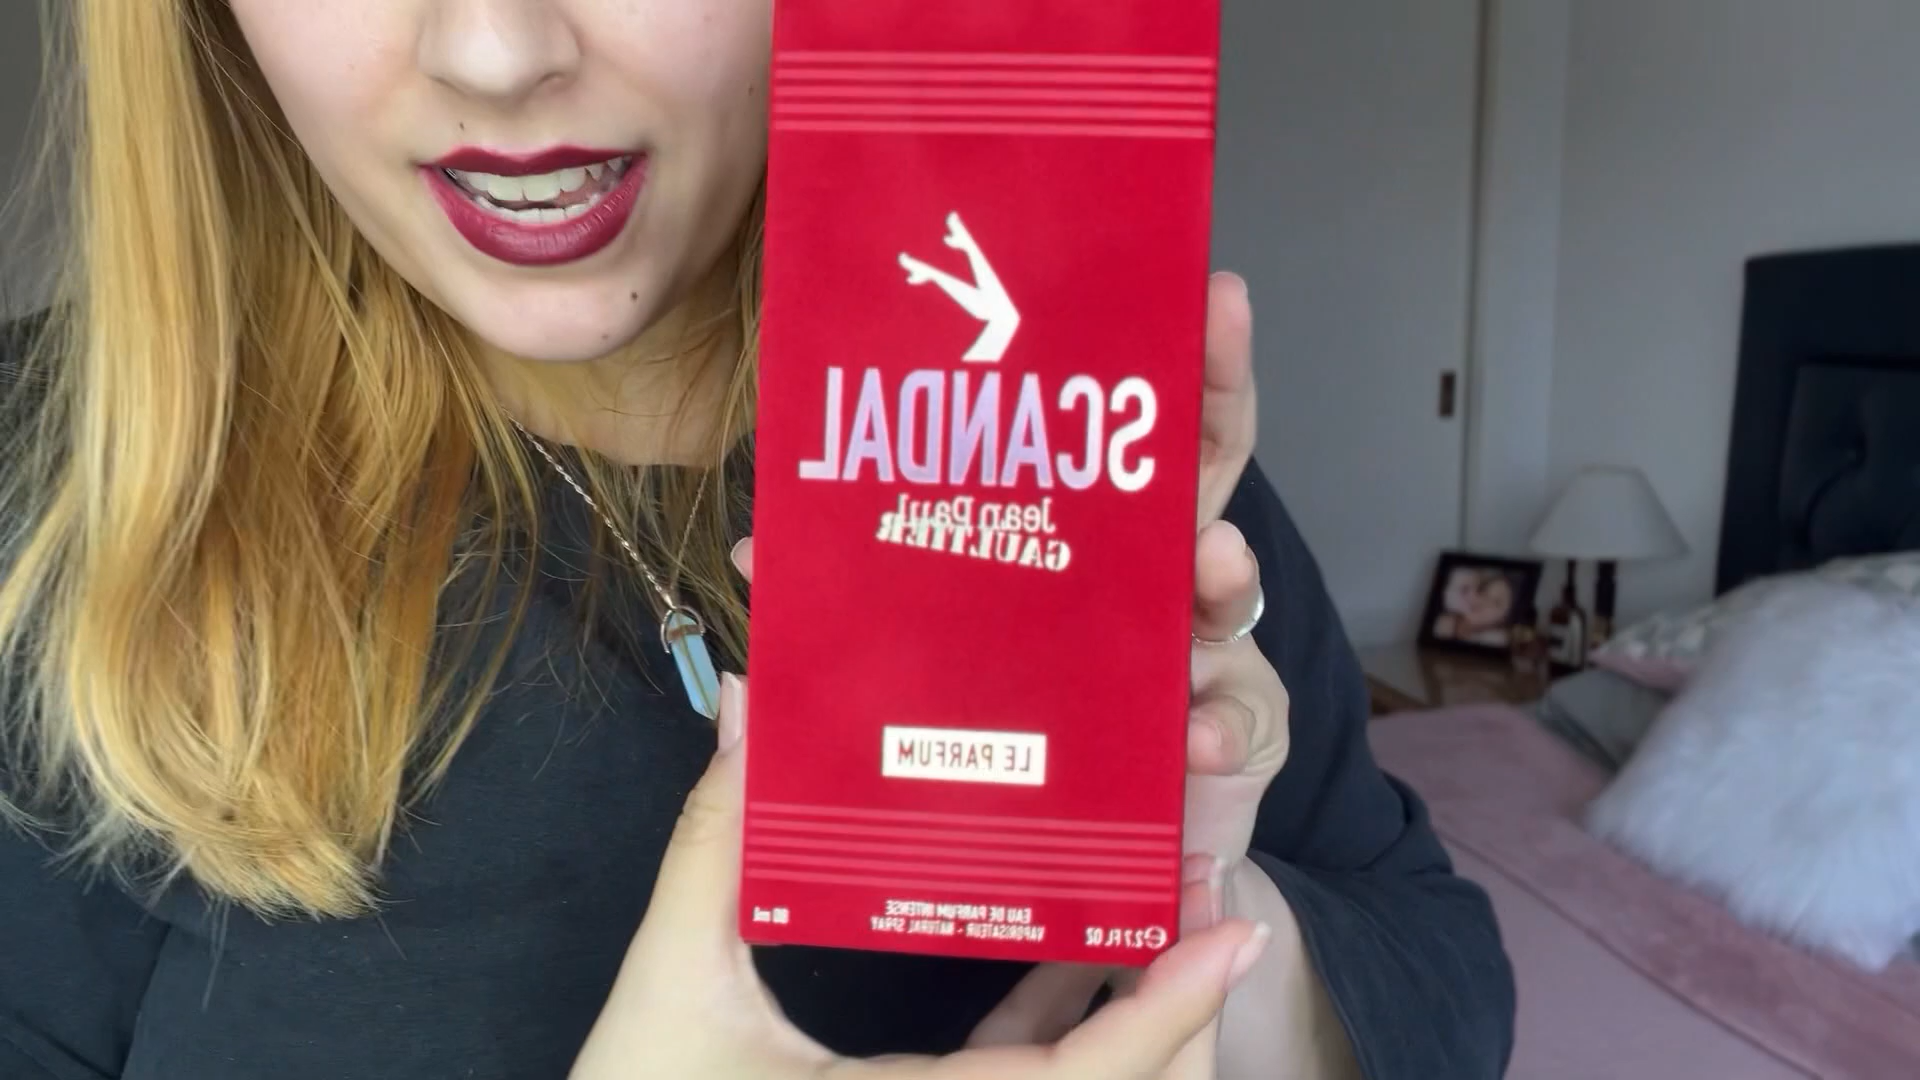 SCANDAL
Jean Paul
GAULTIER
LE PARFUM
EAU DE PARFUM INTENSE
VAPORISATEUR - NATURAL SPRAY
e 2.7 FL OZ
80 ml